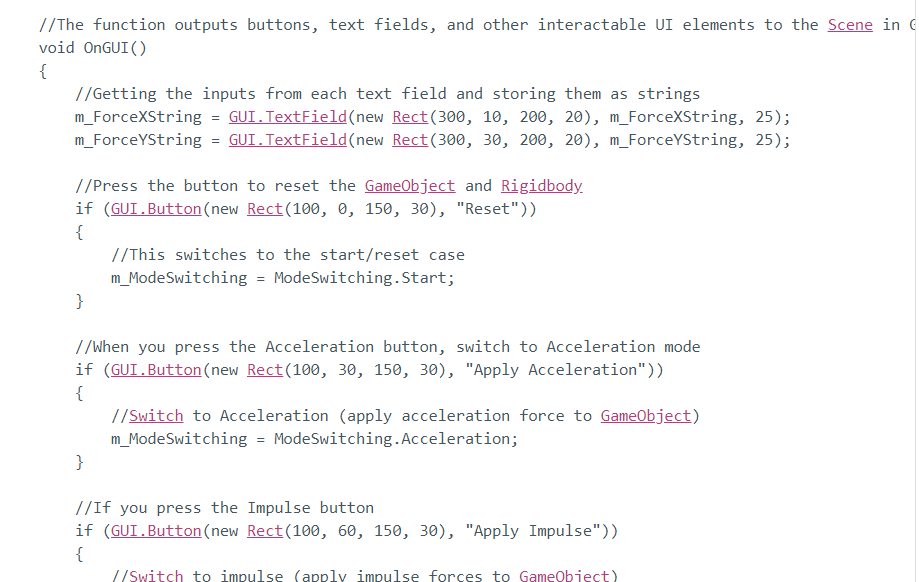 //The function outputs buttons, text fields, and other interactable UI elements to the Scene in
void OnGUI()
{
//Getting the inputs from each text field and storing them as strings
m_ForceXString = GUI.TextField(new Rect(300, 10, 200, 20), m_ForceXString, 25);
m_ForceYString = GUI.TextField(new Rect(300, 30, 200, 20), m_ForceYString, 25);
//Press the button to reset the GameObject and Rigidbody
if (GUI.Button(new Rect(100, 0, 150, 30), "Reset"))
{
//This switches to the start/reset case
m_ModeSwitching = ModeSwitching.Start;
}
//When you press the Acceleration button, switch to Acceleration mode
if (GUI.Button(new Rect(100, 30, 150, 30), "Apply Acceleration"))
{
//Switch to Acceleration (apply acceleration force to GameObject)
m_ModeSwitching = ModeSwitching.Acceleration;
}
//If you press the Impulse button
if (GUI.Button(new Rect(100, 60, 150, 30), "Apply Impulse"))
{
//Switch to impulse (apply impulse forces to GameObject)